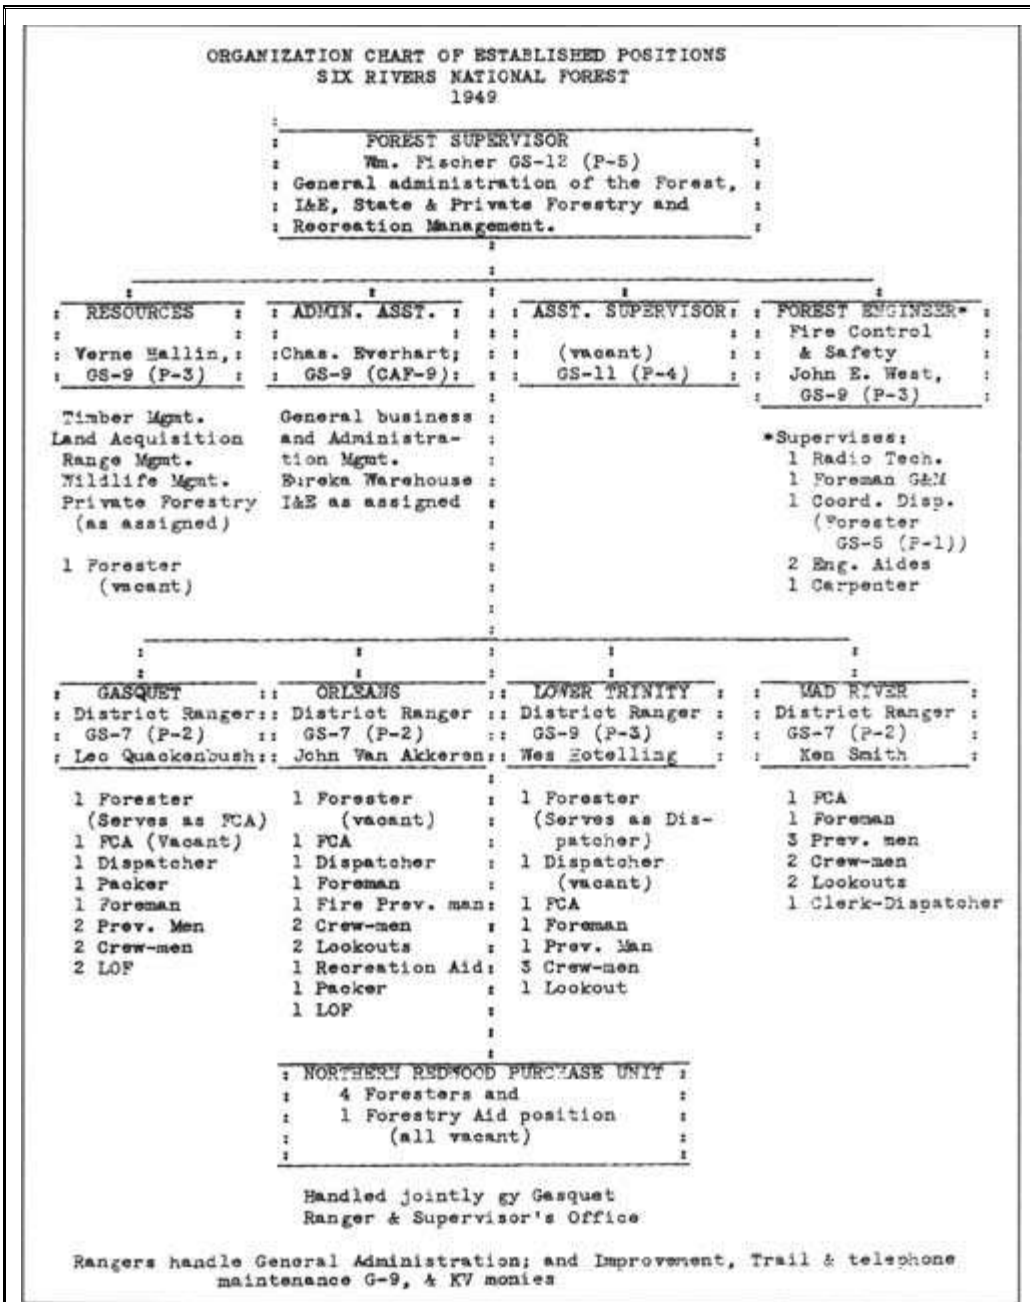 ORGANIZATION CHART OF ESTABLISHED POSITIONS
SIX RIVERS NATIONAL FOREST
1949
FOREST SUPERVISOR
Wm. Fischer GS-12 (P-5)
General administration of the Forest,
I&E, State & Private Forestry and
Recreation Management.
RESOURCES
Verne Hallin,
GS-9 (P-3)
Timber Mgmt.
Land Acquisition
Range Mgmt.
Wildlife Mgmt.
Private Forestry
(as assigned)
1 Forester
(vacant)
ADMIN. ASST.
Chas. Everhart;
GS-9 (CAF-9)
General business
and Administra-
tion Mgmt.
Eureka Warehouse
I&E as assigned
ASST. SUPERVISOR
(vacant)
GS-11 (P-4)
FOREST ENGINEER*
Fire Control
& Safety
John E. West,
GS-9 (P-3)
*Supervises:
1 Radio Tech.
1 Foreman G&M
1 Coord. Disp.
(Forester
GS-5 (P-1))
2 Eng. Aides
1 Carpenter
GASQUET
District Ranger
GS-7 (P-2)
Leo Quackenbush
1 Forester
(Serves as FCA)
1 FCA (Vacant)
1 Dispatcher
1 Packer
1 Foreman
2 Prev. Men
2 Crew-men
2 LOF
ORLEANS
District Ranger
GS-7 (P-2)
John Van Akkeren
1 Forester
(vacant)
1 FCA
1 Dispatcher
1 Foreman
1 Fire Prev. man
2 Crew-men
2 Lookouts
1 Recreation Aid
1 Packer
1 LOF
LOWER TRINITY
District Ranger
GS-9 (P-3)
Wes Hotelling
1 Forester
(Serves as Dis-
patcher)
1 Dispatcher
(vacant)
1 FCA
1 Foreman
1 Prev. Man
3 Crew-men
1 Lookout
MAD RIVER
District Ranger
GS-7 (P-2)
Ken Smith
1 FCA
1 Foreman
3 Prev. men
2 Crew-men
2 Lookouts
1 Clerk-Dispatcher
NORTHERN REDWOOD PURCHASE UNIT
4 Foresters and
1 Forestry Aid position
(all vacant)
Handled jointly gy Gasquet
Ranger & Supervisor's Office
Rangers handle General Administration; and Improvement, Trail & telephone
maintenance G-9, & KV monies